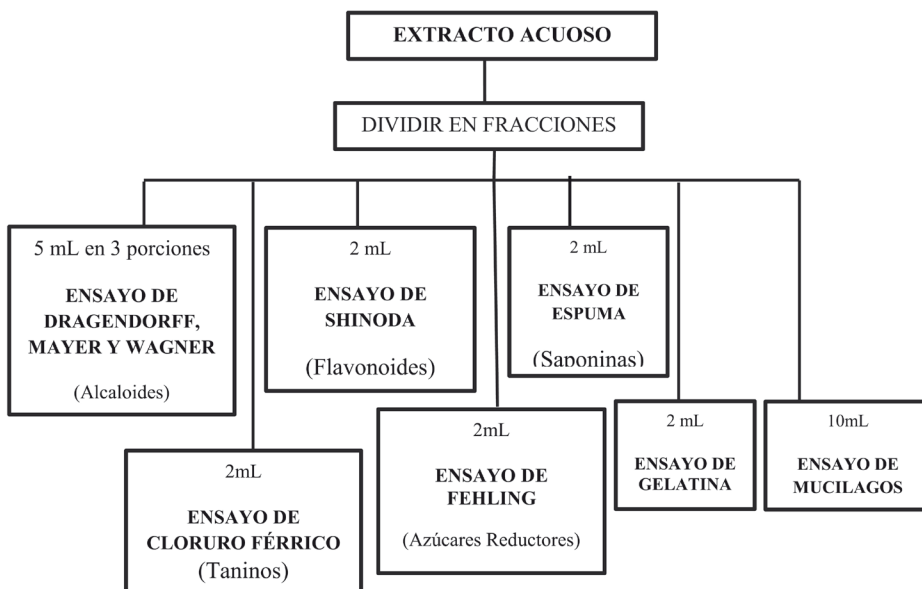 EXTRACTO ACUOSO
DIVIDIR EN FRACCIONES
5 mL en 3 porciones
ENSAYO DE
DRAGENDORFF,
MAYER Y WAGNER
(Alcaloides)
2 mL
ENSAYO DE
SHINODA
(Flavonoides)
2 mL
ENSAYO DE
ESPUMA
(Saponinas)
2mL
ENSAYO DE
CLORURO FÉRRICO
(Taninos)
2mL
ENSAYO DE
FEHLING
(Azúcares Reductores)
2 mL
ENSAYO DE
GELATINA
10mL
ENSAYO DE
MUCILAGOS